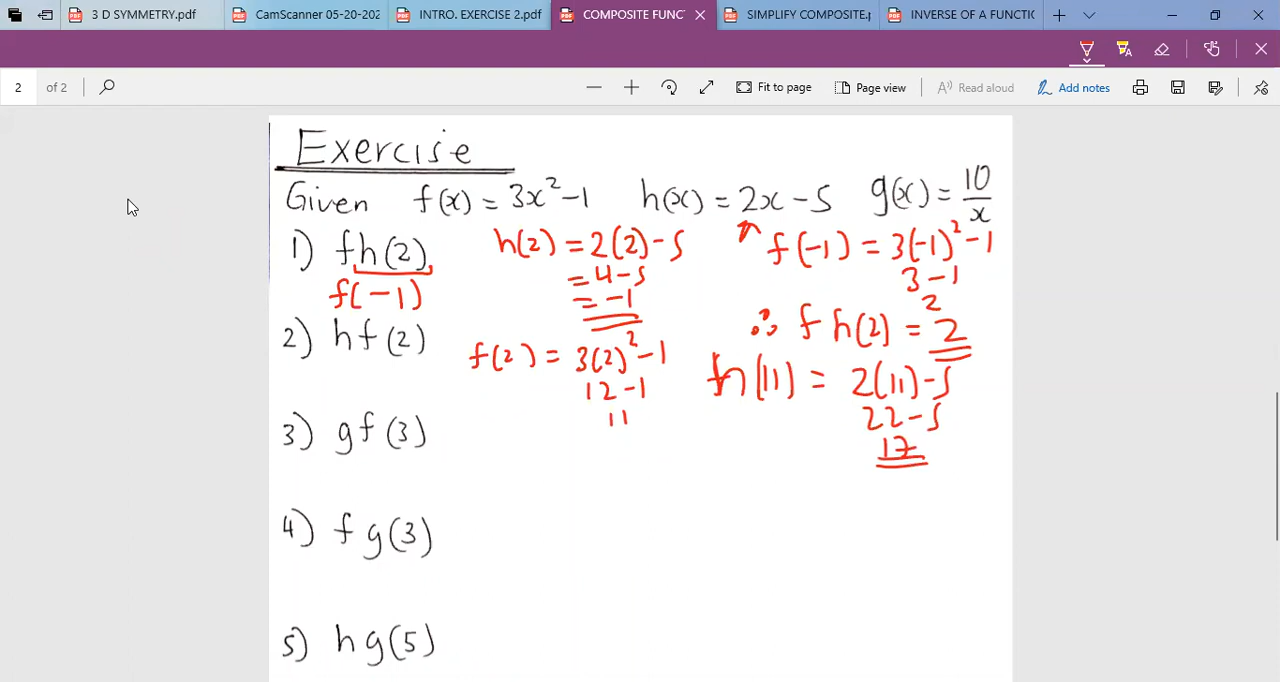 3 D SYMMETRY.pdf
CamScanner 05-20-202
INTRO. EXERCISE 2.pdf
COMPOSITE FUNC
SIMPLIFY COMPOSITE.p
INVERSE OF A FUNCTIO
2 of 2
Fit to page
Page view
Read aloud
Add notes
Exercise
Given f(x) = 3x² - 1 h(x) = 2x - 5 g(x) = 10/x
1) fh(2) h(2) = 2(2) - 5 f(-1) = 3(-1)² - 1
= 4 - 5 3 - 1
f(-1) = -1 2
∴ fh(2) = 2
2) hf(2) f(2) = 3(2)² - 1 h(11) = 2(11) - 5
12 - 1 22 - 5
11 17
3) gf(3)
4) fg(3)
5) hg(5)